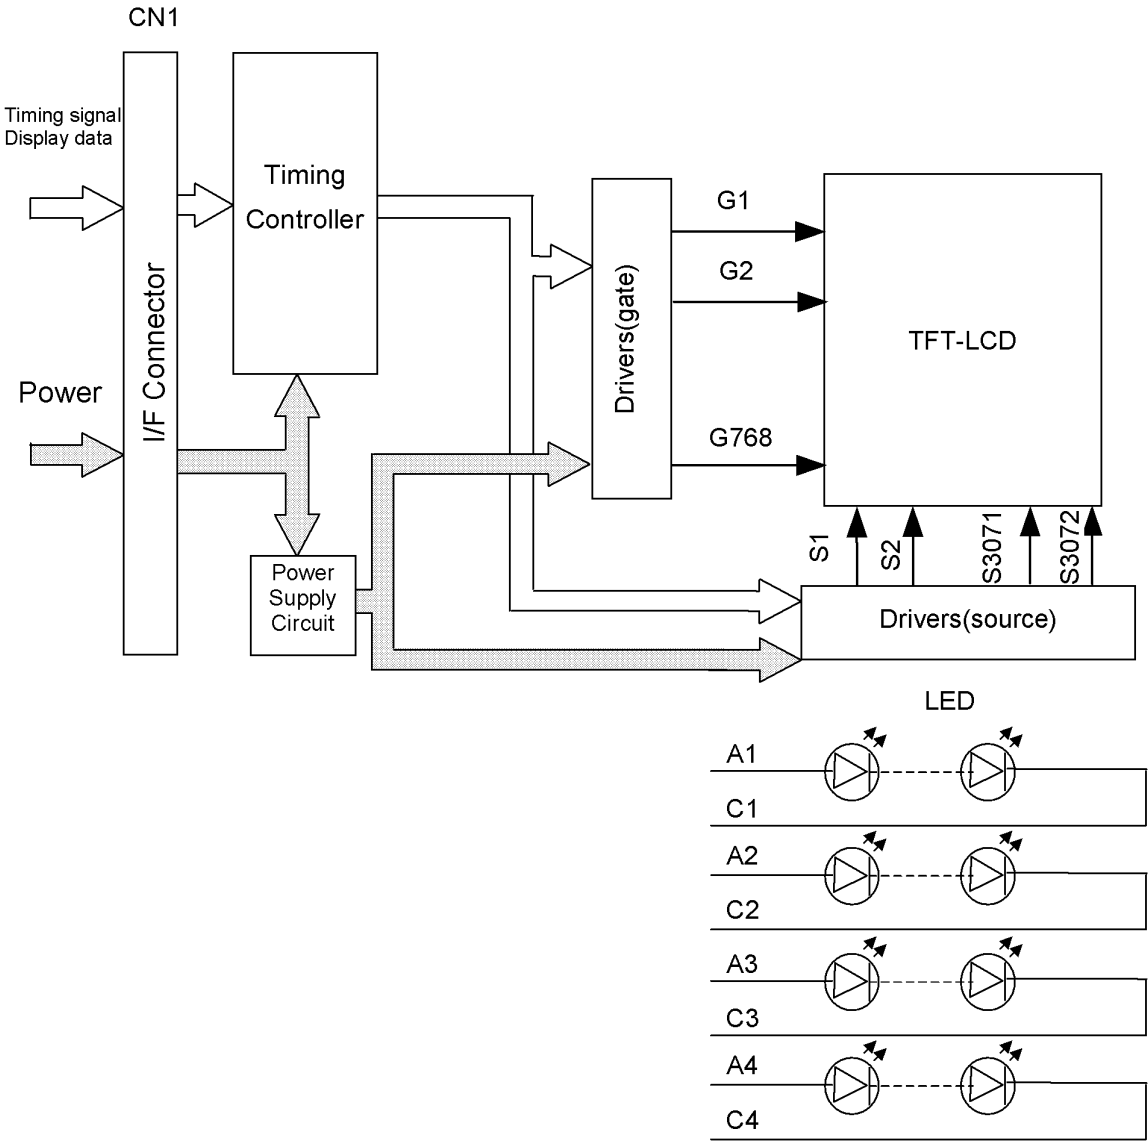 CN1
Timing signal
Display data
Timing
Controller
I/F Connector
Power
Drivers(gate)
G1
G2
G768
TFT-LCD
S1
S2
S3071
S3072
Power
Supply
Circuit
Drivers(source)
LED
A1
C1
A2
C2
A3
C3
A4
C4